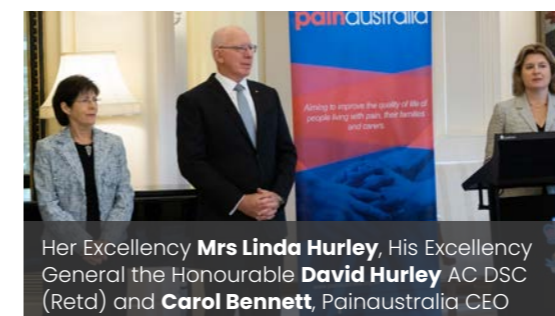 painaustralia
Aiming to improve the quality of life of
people living with pain, their families
and carers
Her Excellency Mrs Linda Hurley, His Excellency
General the Honourable David Hurley AC DSC
(Retd) and Carol Bennett, Painaustralia CEO